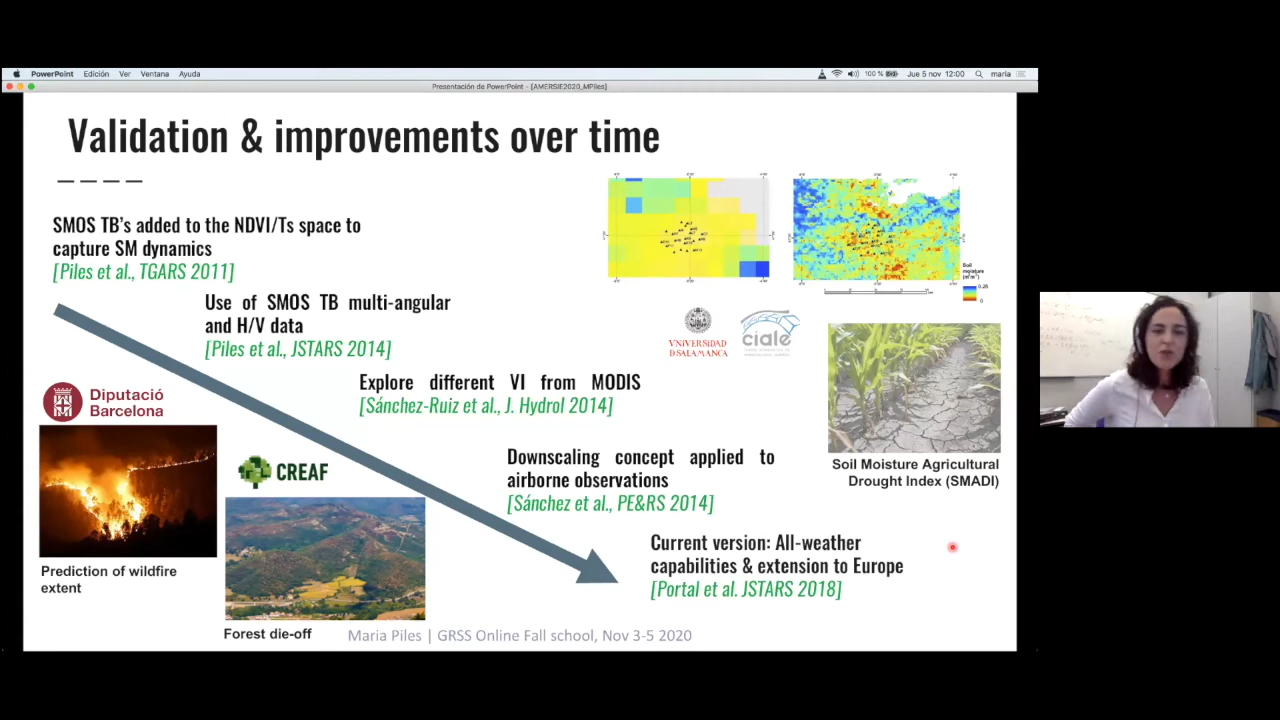 PowerPoint Edición Ver Ventana Ayuda
100 % Jue 5 nov 12:00 maria
Presentación de PowerPoint - [AMERSIE2020_MPiles]
Validation & improvements over time
SMOS TB's added to the NDVI/Ts space to
capture SM dynamics
[Piles et al., TGARS 2011]
Use of SMOS TB multi-angular
and H/V data
[Piles et al., JSTARS 2014]
Explore different VI from MODIS
[Sánchez-Ruiz et al., J. Hydrol 2014]
Downscaling concept applied to
airborne observations
[Sánchez et al., PE&RS 2014]
Current version: All-weather
capabilities & extension to Europe
[Portal et al. JSTARS 2018]
Soil
moisture
0
VNIVERSIDAD
D SALAMANCA
ciale
Soil Moisture Agricultural
Drought Index (SMADI)
Diputació
Barcelona
Prediction of wildfire
extent
CREAF
Forest die-off
Maria Piles | GRSS Online Fall school, Nov 3-5 2020